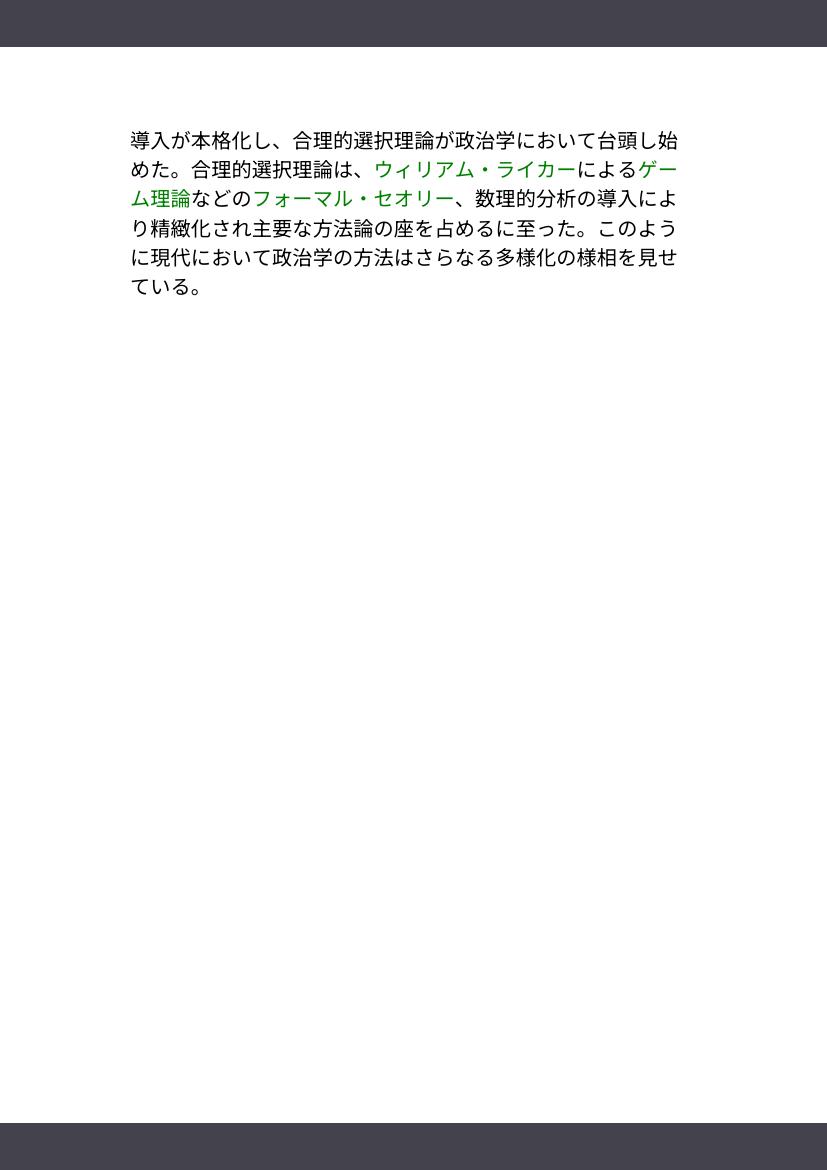 導入が本格化し、合理的選択理論が政治学において台頭し始
めた。合理的選択理論は、ウィリアム・ライカーによるゲー
ム理論などのフォーマル・セオリー、数理的分析の導入によ
り精緻化され主要な方法論の座を占めるに至った。このよう
に現代において政治学の方法はさらなる多様化の様相を見せ
ている。